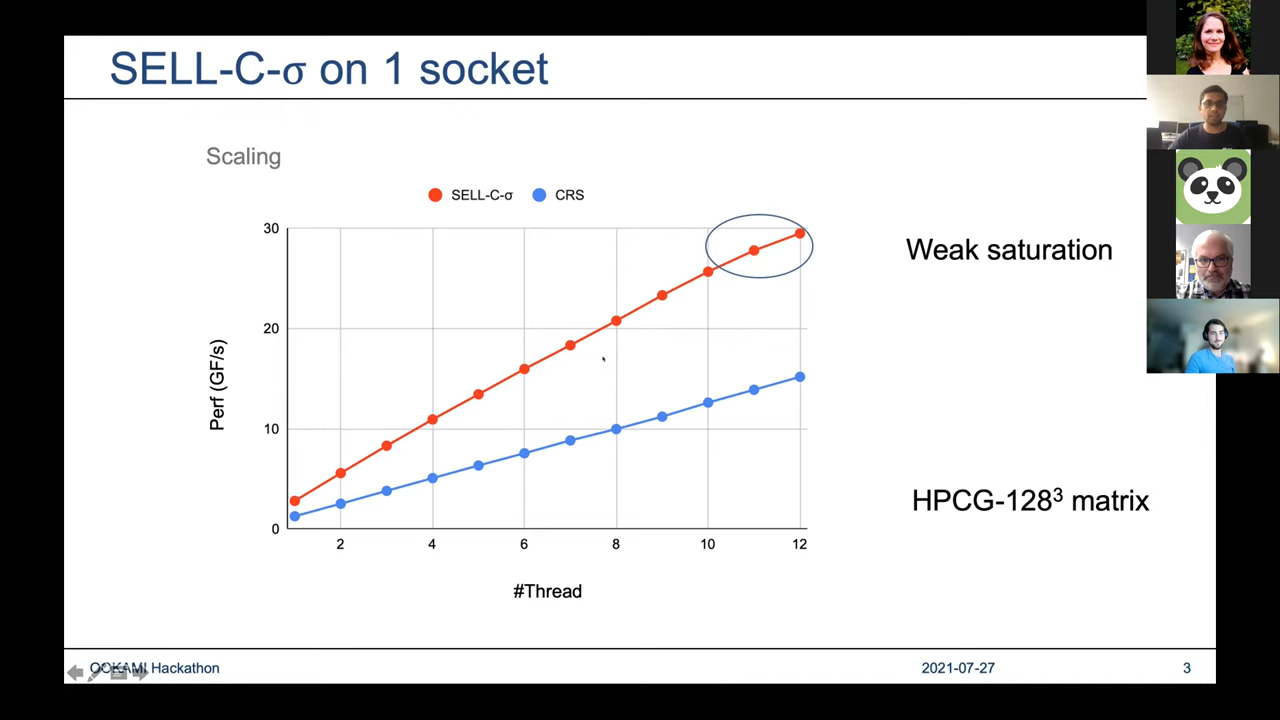 SELL-C-σ on 1 socket
Scaling
SELL-C-σ
CRS
Weak saturation
HPCG-128³ matrix
Perf (GF/s)
30
20
10
0
2
4
6
8
10
12
#Thread
OOKAMI Hackathon
2021-07-27
3